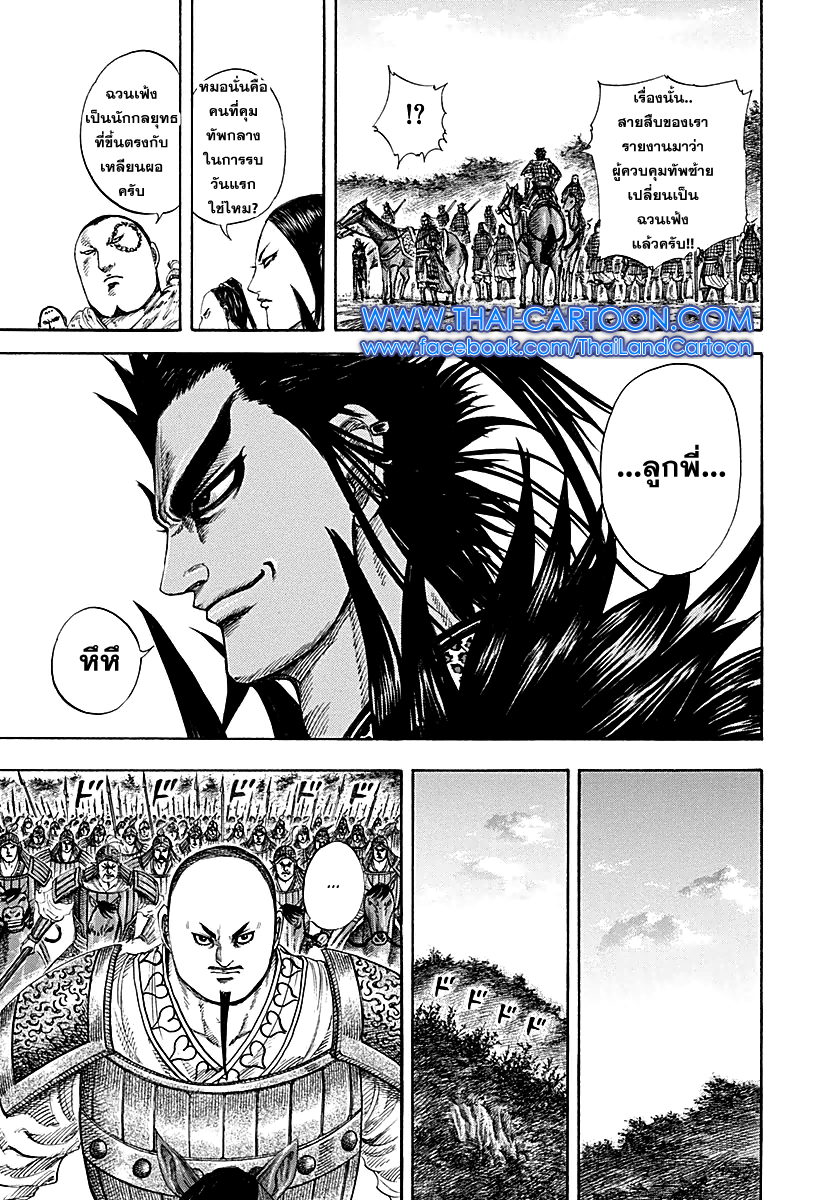 เรื่องนั้น..
สายสืบของเรา
รายงานมาว่า
ผู้ควบคุมทัพซ้าย
เปลี่ยนเป็น
ฉวนเฟ้ง
แล้วครับ!!
!?
หมอนั่นคือ
คนที่คุม
ทัพกลาง
ในการรบ
วันแรก
ใช่ไหม?
ฉวนเฟ้ง
เป็นนักกลยุทธ
ที่ขึ้นตรงกับ
เหลียนผอ
ครับ
WWW.THAI-CARTOON.COM
www.facebook.com/ThaiLandCartoon
...ลูกพี่...
หึหึ
ド ド ド ド
ド ド ド ド ド
...